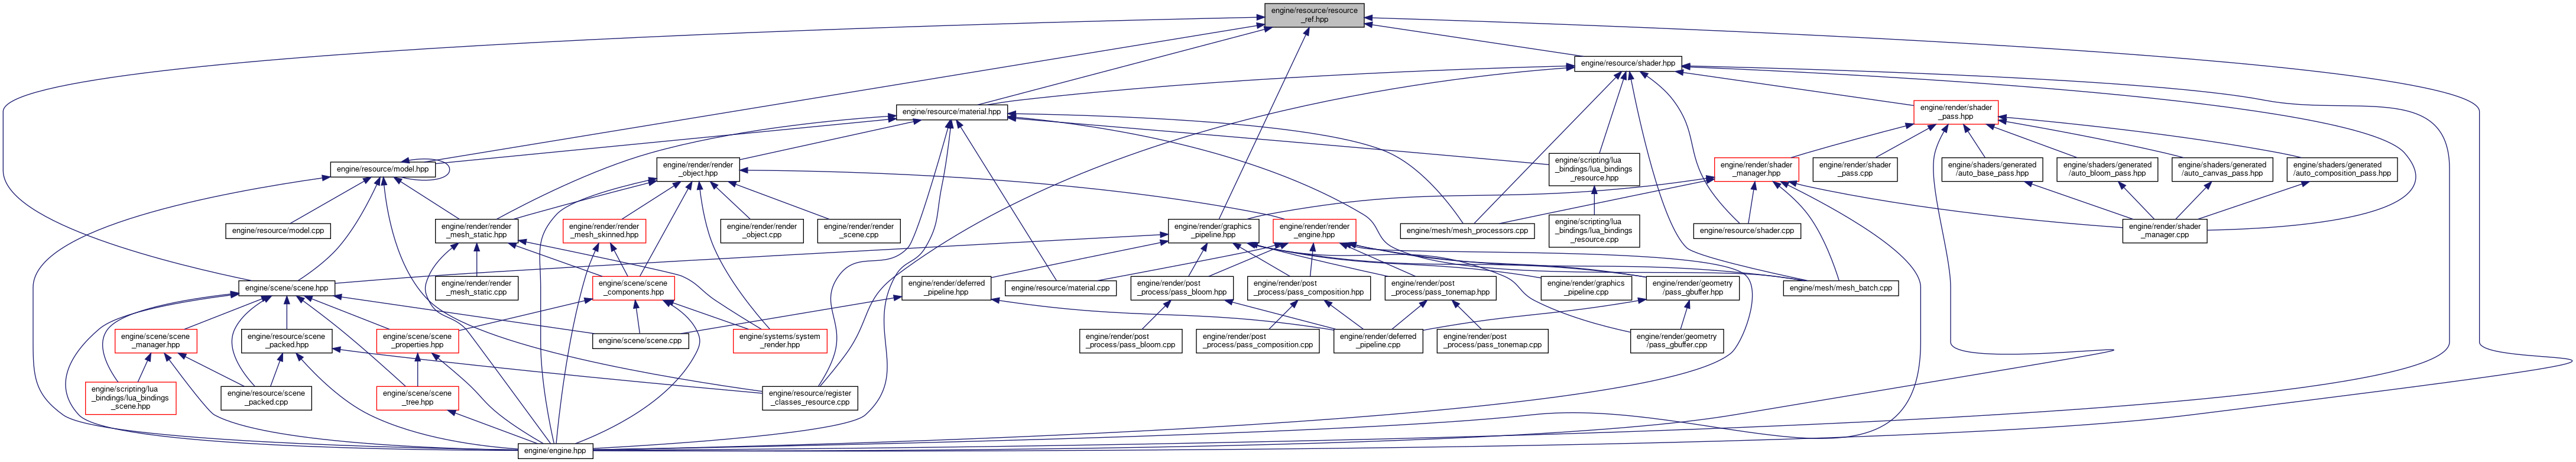 engine/resource/resource
_ref.hpp
engine/resource/shader.hpp
engine/resource/material.hpp
engine/render/shader
_pass.hpp
engine/resource/model.hpp
engine/render/render
_object.hpp
engine/scripting/lua
_bindings/lua_bindings
_resource.hpp
engine/render/shader
_manager.hpp
engine/render/shader
_pass.cpp
engine/shaders/generated
/auto_base_pass.hpp
engine/shaders/generated
/auto_bloom_pass.hpp
engine/shaders/generated
/auto_canvas_pass.hpp
engine/shaders/generated
/auto_composition_pass.hpp
engine/resource/model.cpp
engine/render/render
_mesh_static.hpp
engine/render/render
_mesh_skinned.hpp
engine/render/render
_object.cpp
engine/render/render
_scene.cpp
engine/render/graphics
_pipeline.hpp
engine/render/render
_engine.hpp
engine/mesh/mesh_processors.cpp
engine/scripting/lua
_bindings/lua_bindings
_resource.cpp
engine/resource/shader.cpp
engine/render/shader
_manager.cpp
engine/scene/scene.hpp
engine/render/render
_mesh_static.cpp
engine/scene/scene
_components.hpp
engine/render/deferred
_pipeline.hpp
engine/resource/material.cpp
engine/render/post
_process/pass_bloom.hpp
engine/render/post
_process/pass_composition.hpp
engine/render/post
_process/pass_tonemap.hpp
engine/render/graphics
_pipeline.cpp
engine/render/geometry
/pass_gbuffer.hpp
engine/mesh/mesh_batch.cpp
engine/scene/scene
_manager.hpp
engine/resource/scene
_packed.hpp
engine/scene/scene
_properties.hpp
engine/scene/scene.cpp
engine/systems/system
_render.hpp
engine/render/post
_process/pass_bloom.cpp
engine/render/post
_process/pass_composition.cpp
engine/render/deferred
_pipeline.cpp
engine/render/post
_process/pass_tonemap.cpp
engine/render/geometry
/pass_gbuffer.cpp
engine/scripting/lua
_bindings/lua_bindings
_scene.hpp
engine/resource/scene
_packed.cpp
engine/scene/scene
_tree.hpp
engine/resource/register
_classes_resource.cpp
engine/engine.hpp